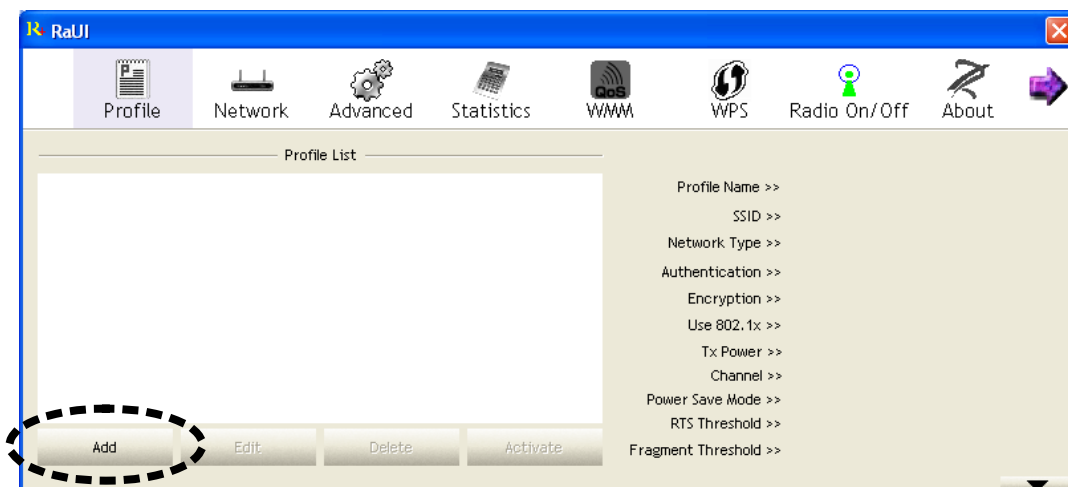 RaUI
Profile Network Advanced Statistics QoS WMM WPS Radio On/Off About
Profile List
Profile Name >>
SSID >>
Network Type >>
Authentication >>
Encryption >>
Use 802.1x >>
Tx Power >>
Channel >>
Power Save Mode >>
RTS Threshold >>
Fragment Threshold >>
Add Edit Delete Activate